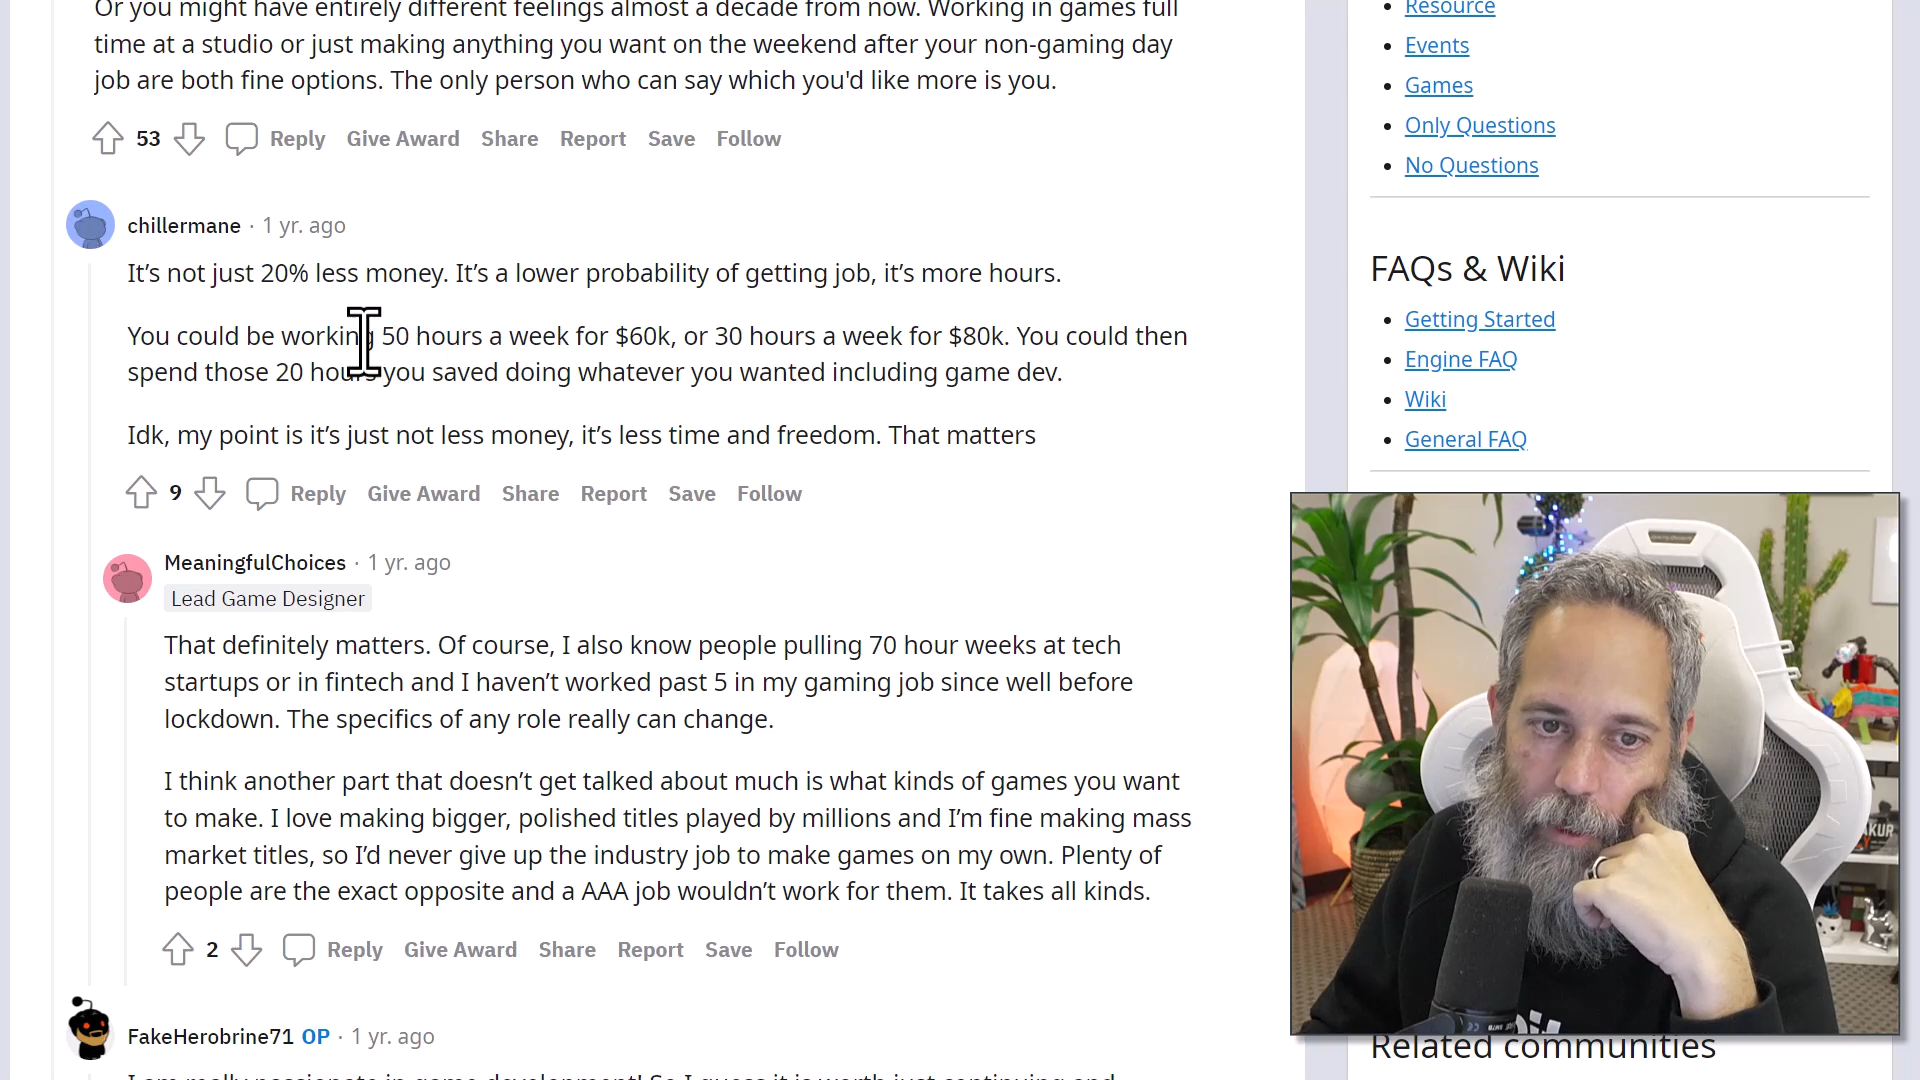 Or you might have entirely different feelings almost a decade from now. Working in games full
time at a studio or just making anything you want on the weekend after your non-gaming day
job are both fine options. The only person who can say which you'd like more is you.
53 Reply Give Award Share Report Save Follow
chillermane · 1 yr. ago
It’s not just 20% less money. It’s a lower probability of getting job, it’s more hours.
You could be working 50 hours a week for $60k, or 30 hours a week for $80k. You could then
spend those 20 hours you saved doing whatever you wanted including game dev.
Idk, my point is it’s just not less money, it’s less time and freedom. That matters
9 Reply Give Award Share Report Save Follow
MeaningfulChoices · 1 yr. ago
Lead Game Designer
That definitely matters. Of course, I also know people pulling 70 hour weeks at tech
startups or in fintech and I haven’t worked past 5 in my gaming job since well before
lockdown. The specifics of any role really can change.
I think another part that doesn’t get talked about much is what kinds of games you want
to make. I love making bigger, polished titles played by millions and I’m fine making mass
market titles, so I’d never give up the industry job to make games on my own. Plenty of
people are the exact opposite and a AAA job wouldn’t work for them. It takes all kinds.
2 Reply Give Award Share Report Save Follow
FakeHerobrine71 OP · 1 yr. ago
I am really passionate in game development! So I guess it is worth just continuing and
Resource
Events
Games
Only Questions
No Questions
FAQs & Wiki
Getting Started
Engine FAQ
Wiki
General FAQ
Related communities